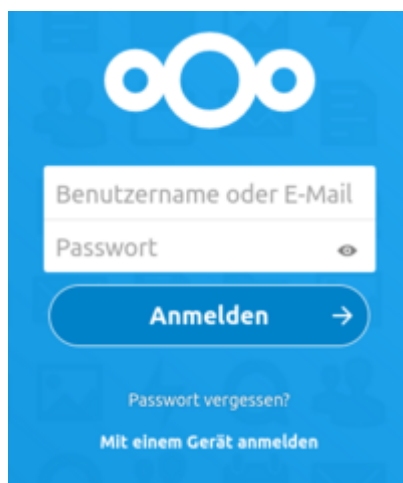 Benutzername oder E-Mail
Passwort
Anmelden
Passwort vergessen?
Mit einem Gerät anmelden